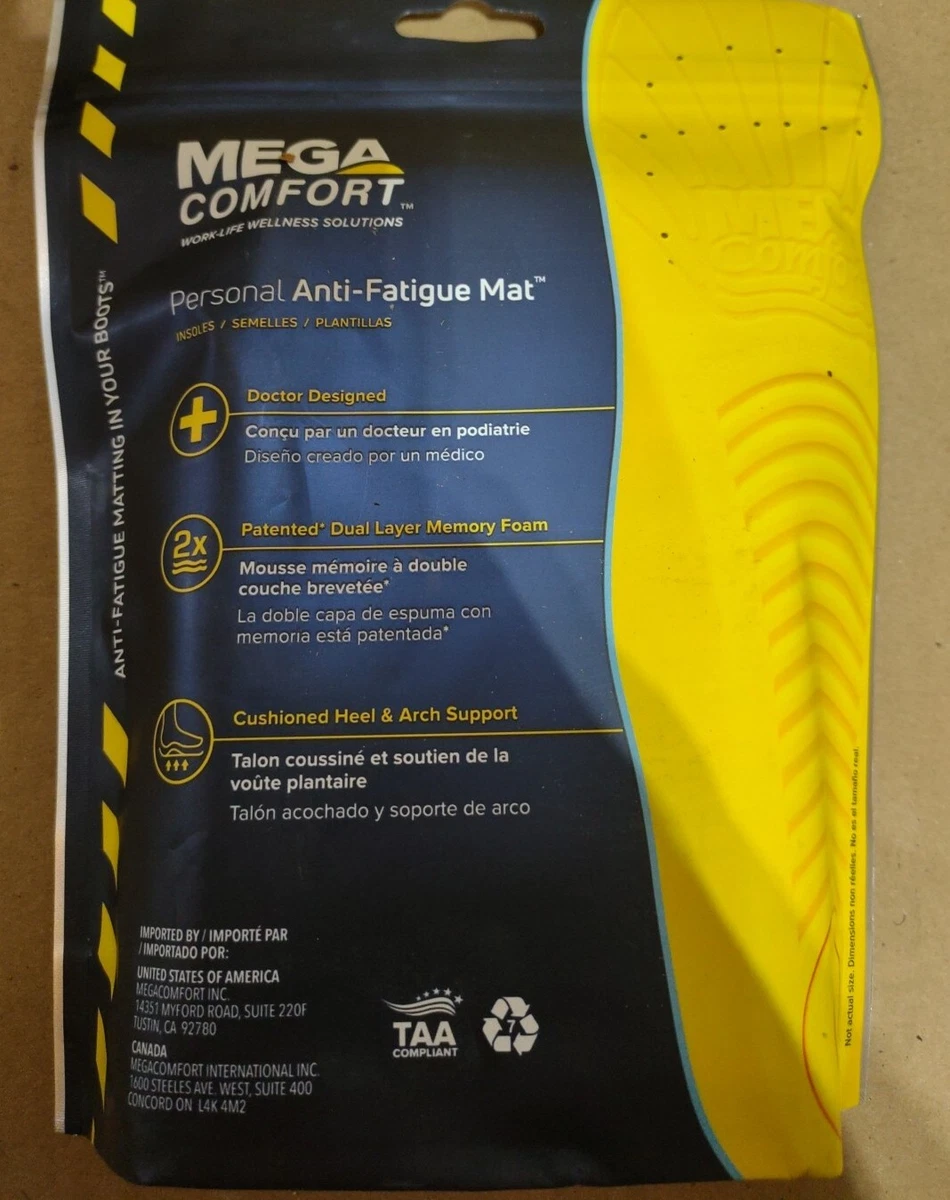 MEGA
COMFORT™
WORK-LIFE WELLNESS SOLUTIONS
Personal Anti-Fatigue Mat™
INSOLES / SEMELLES / PLANTILLAS
Doctor Designed
Conçu par un docteur en podiatrie
Diseño creado por un médico
2x
Patented* Dual Layer Memory Foam
Mousse mémoire à double
couche brevetée*
La doble capa de espuma con
memoria está patentada*
Cushioned Heel & Arch Support
Talon coussiné et soutien de la
voûte plantaire
Talón acochado y soporte de arco
IMPORTED BY / IMPORTÉ PAR
/IMPORTADO POR:
UNITED STATES OF AMERICA
MEGACOMFORT INC.
14351 MYFORD ROAD, SUITE 220F
TUSTIN, CA 92780
CANADA
MEGACOMFORT INTERNATIONAL INC.
1600 STEELES AVE. WEST, SUITE 400
CONCORD ON L4K 4M2
TAA
COMPLIANT
7
ANTI-FATIGUE MATTING IN YOUR BOOTS™
Not actual size. Dimensions non réelles. No es el tamaño real.